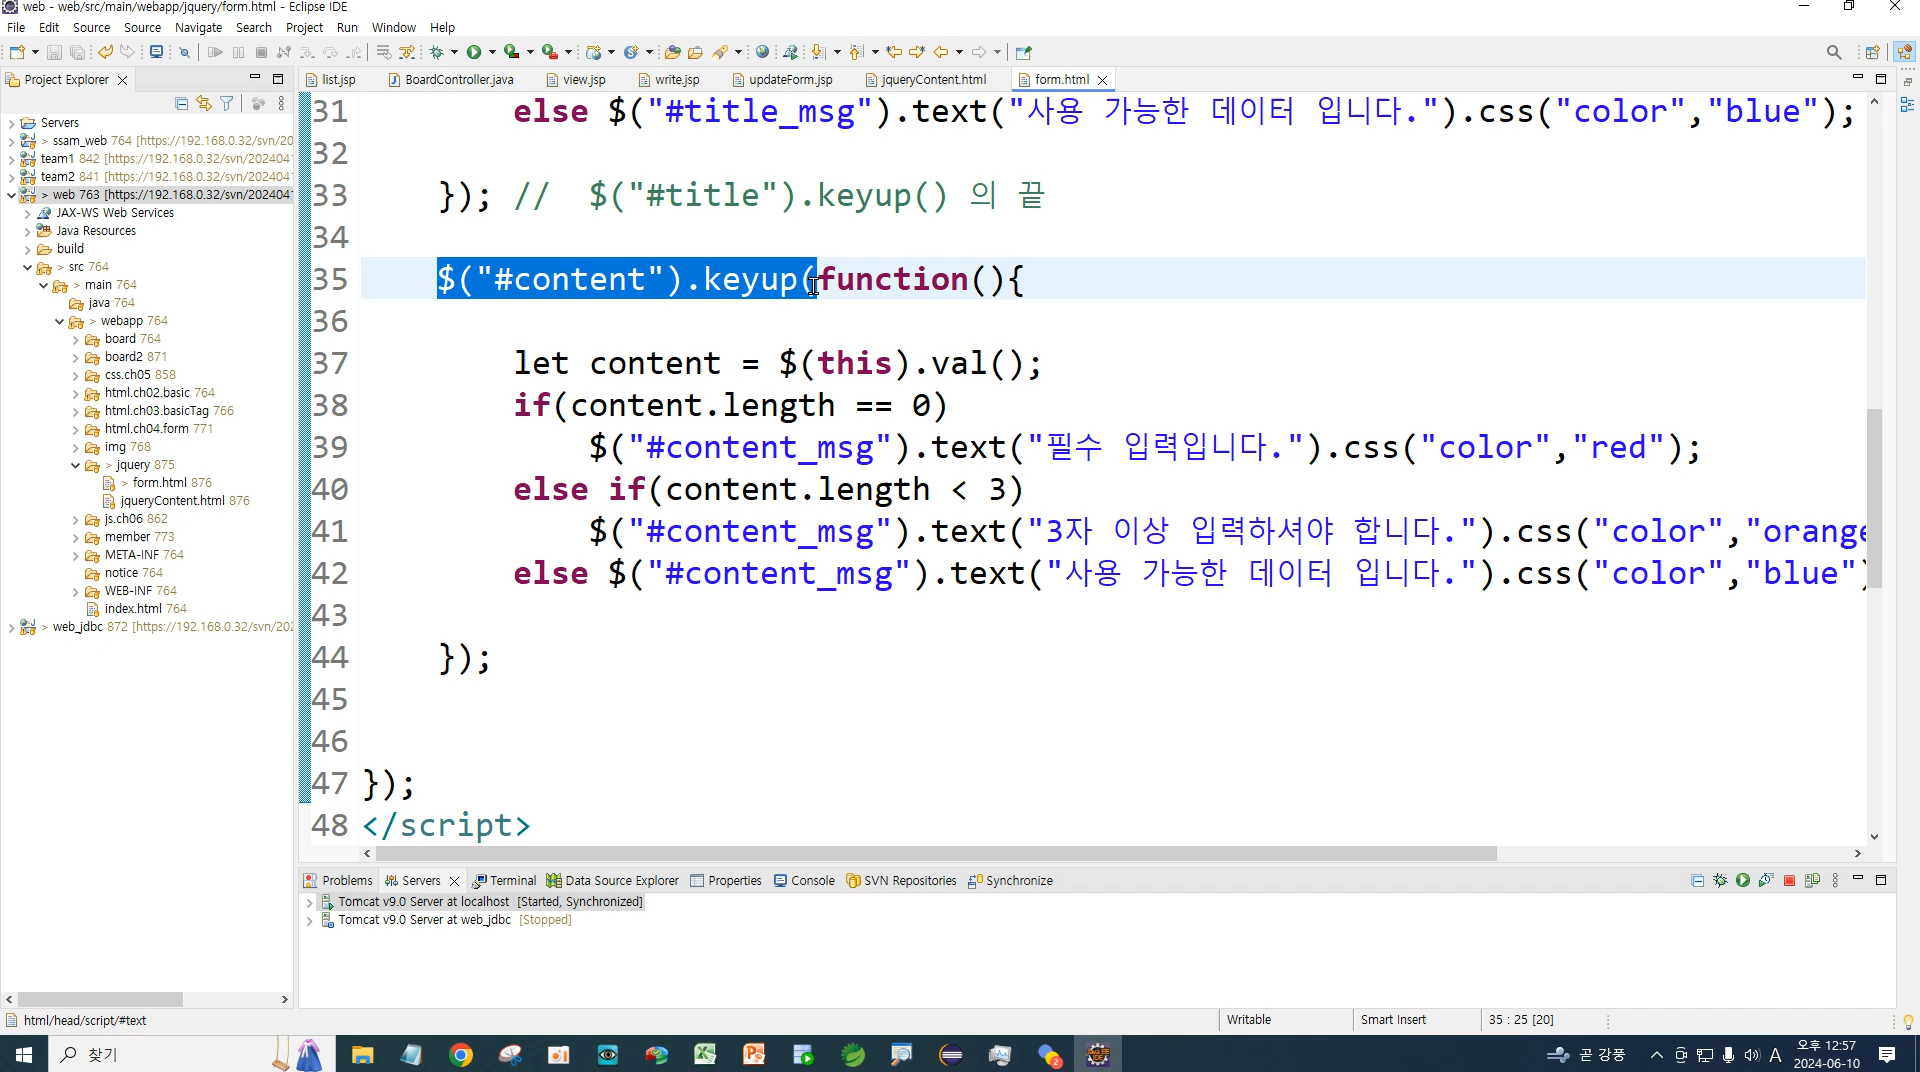 web - web/src/main/webapp/jquery/form.html - Eclipse IDE
File Edit Source Source Navigate Search Project Run Window Help
Project Explorer
list.jsp BoardController.java view.jsp write.jsp updateForm.jsp jqueryContent.html form.html
Servers
> ssam_web 764 [https://192.168.0.32/svn/20
team1 842 [https://192.168.0.32/svn/202404
team2 841 [https://192.168.0.32/svn/202404
> web 763 [https://192.168.0.32/svn/202404
JAX-WS Web Services
Java Resources
build
> src 764
> main 764
java 764
> webapp 764
board 764
board2 871
css.ch05 858
html.ch02.basic 764
html.ch03.basicTag 766
html.ch04.form 771
img 768
> jquery 875
> form.html 876
jqueryContent.html 876
js.ch06 862
member 773
META-INF 764
notice 764
WEB-INF 764
index.html 764
> web_jdbc 872 [https://192.168.0.32/svn/202
31 else $("#title_msg").text("사용 가능한 데이터 입니다.").css("color","blue");
32
33 }); // $("#title").keyup() 의 끝
34
35 $("#content").keyup(function(){
36
37 let content = $(this).val();
38 if(content.length == 0)
39 $("#content_msg").text("필수 입력입니다.").css("color","red");
40 else if(content.length < 3)
41 $("#content_msg").text("3자 이상 입력하셔야 합니다.").css("color","orange
42 else $("#content_msg").text("사용 가능한 데이터 입니다.").css("color","blue")
43
44 });
45
46
47 });
48 </script>
Problems Servers Terminal Data Source Explorer Properties Console SVN Repositories Synchronize
Tomcat v9.0 Server at localhost [Started, Synchronized]
Tomcat v9.0 Server at web_jdbc [Stopped]
html/head/script/#text Writable Smart Insert 35 : 25 [20]
찾기 곧 강풍 A 오후 12:57
2024-06-10